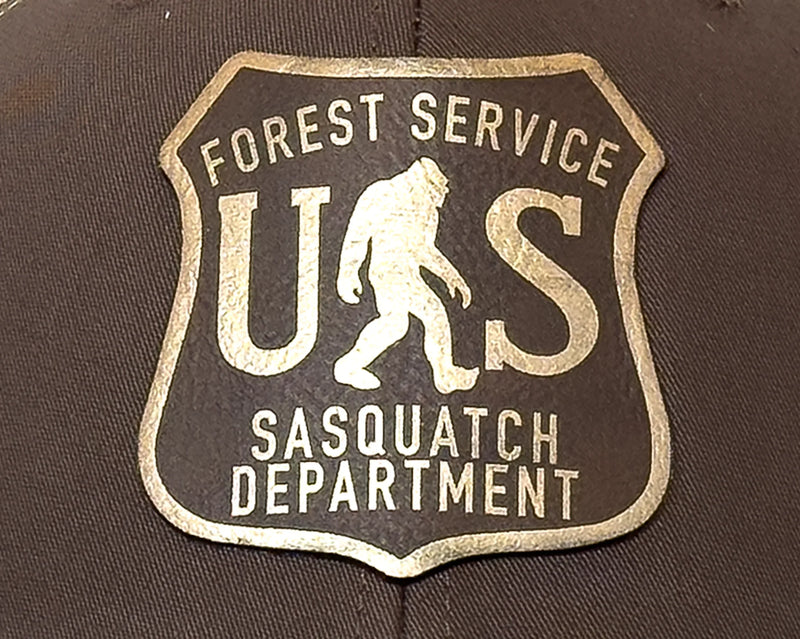 FOREST SERVICE
U S
SASQUATCH
DEPARTMENT